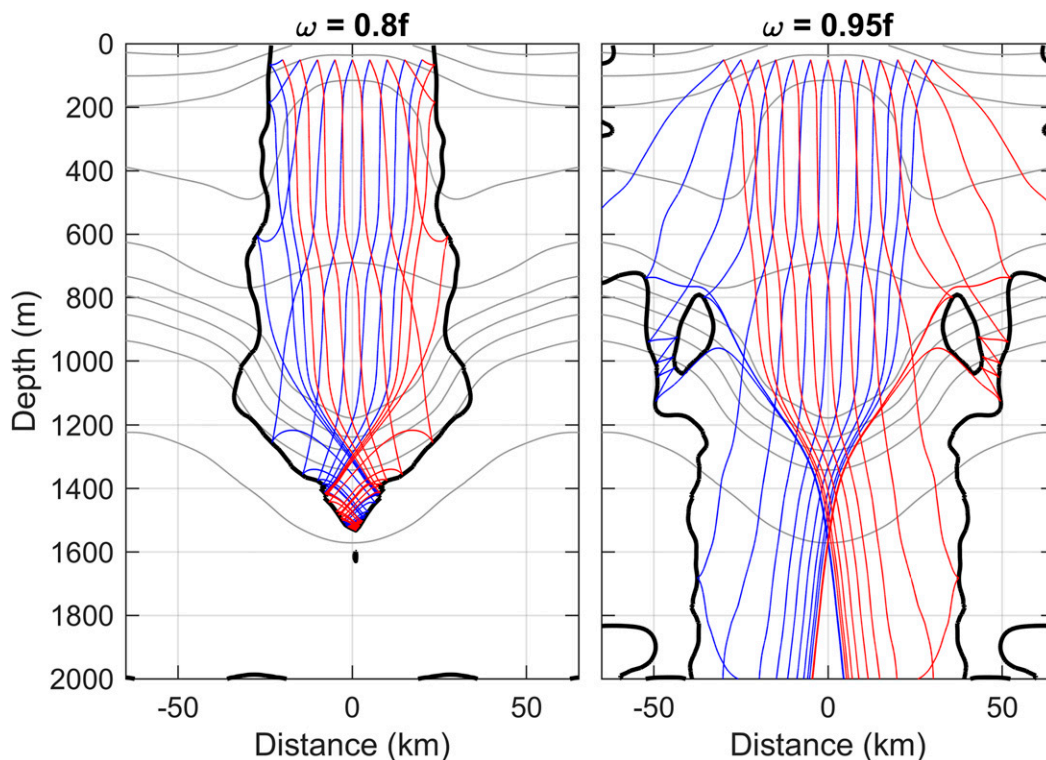 ω = 0.8f
ω = 0.95f
Depth (m)
0
200
400
600
800
1000
1200
1400
1600
1800
2000
-50 0 50
-50 0 50
Distance (km)
Distance (km)